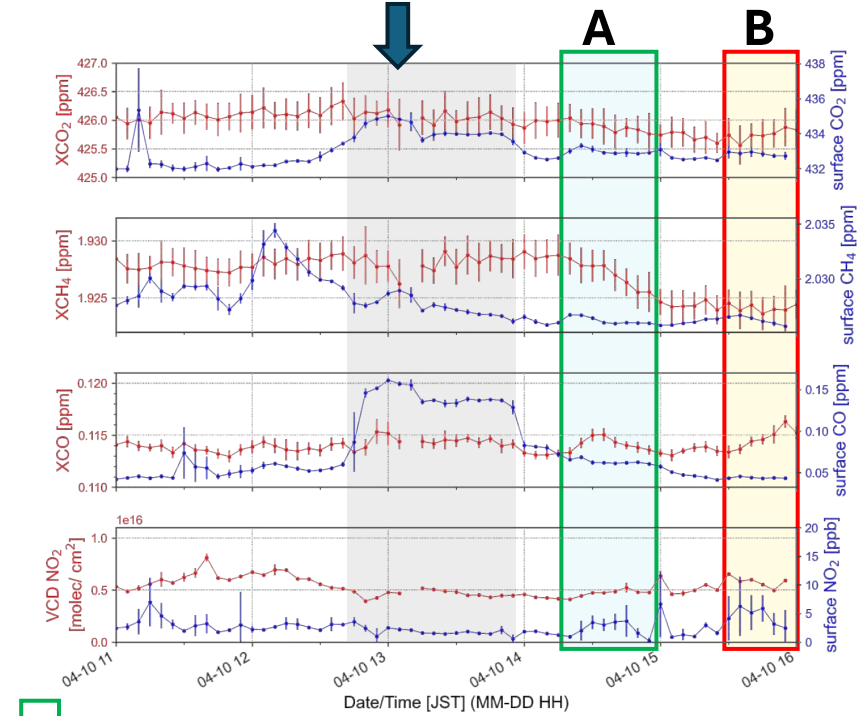 A
B
427.0
426.5
426.0
425.5
425.0
XCO₂ [ppm]
438
436
434
432
surface CO₂ [ppm]
1.930
1.925
XCH₄ [ppm]
2.035
2.030
surface CH₄ [ppm]
0.120
0.115
0.110
XCO [ppm]
0.15
0.10
0.05
surface CO [ppm]
1e16
1.0
0.5
0.0
VCD NO₂
[molec/ cm²]
20
15
10
5
0
surface NO₂ [ppb]
04-10 11
04-10 12
04-10 13
04-10 14
04-10 15
04-10 16
Date/Time [JST] (MM-DD HH)